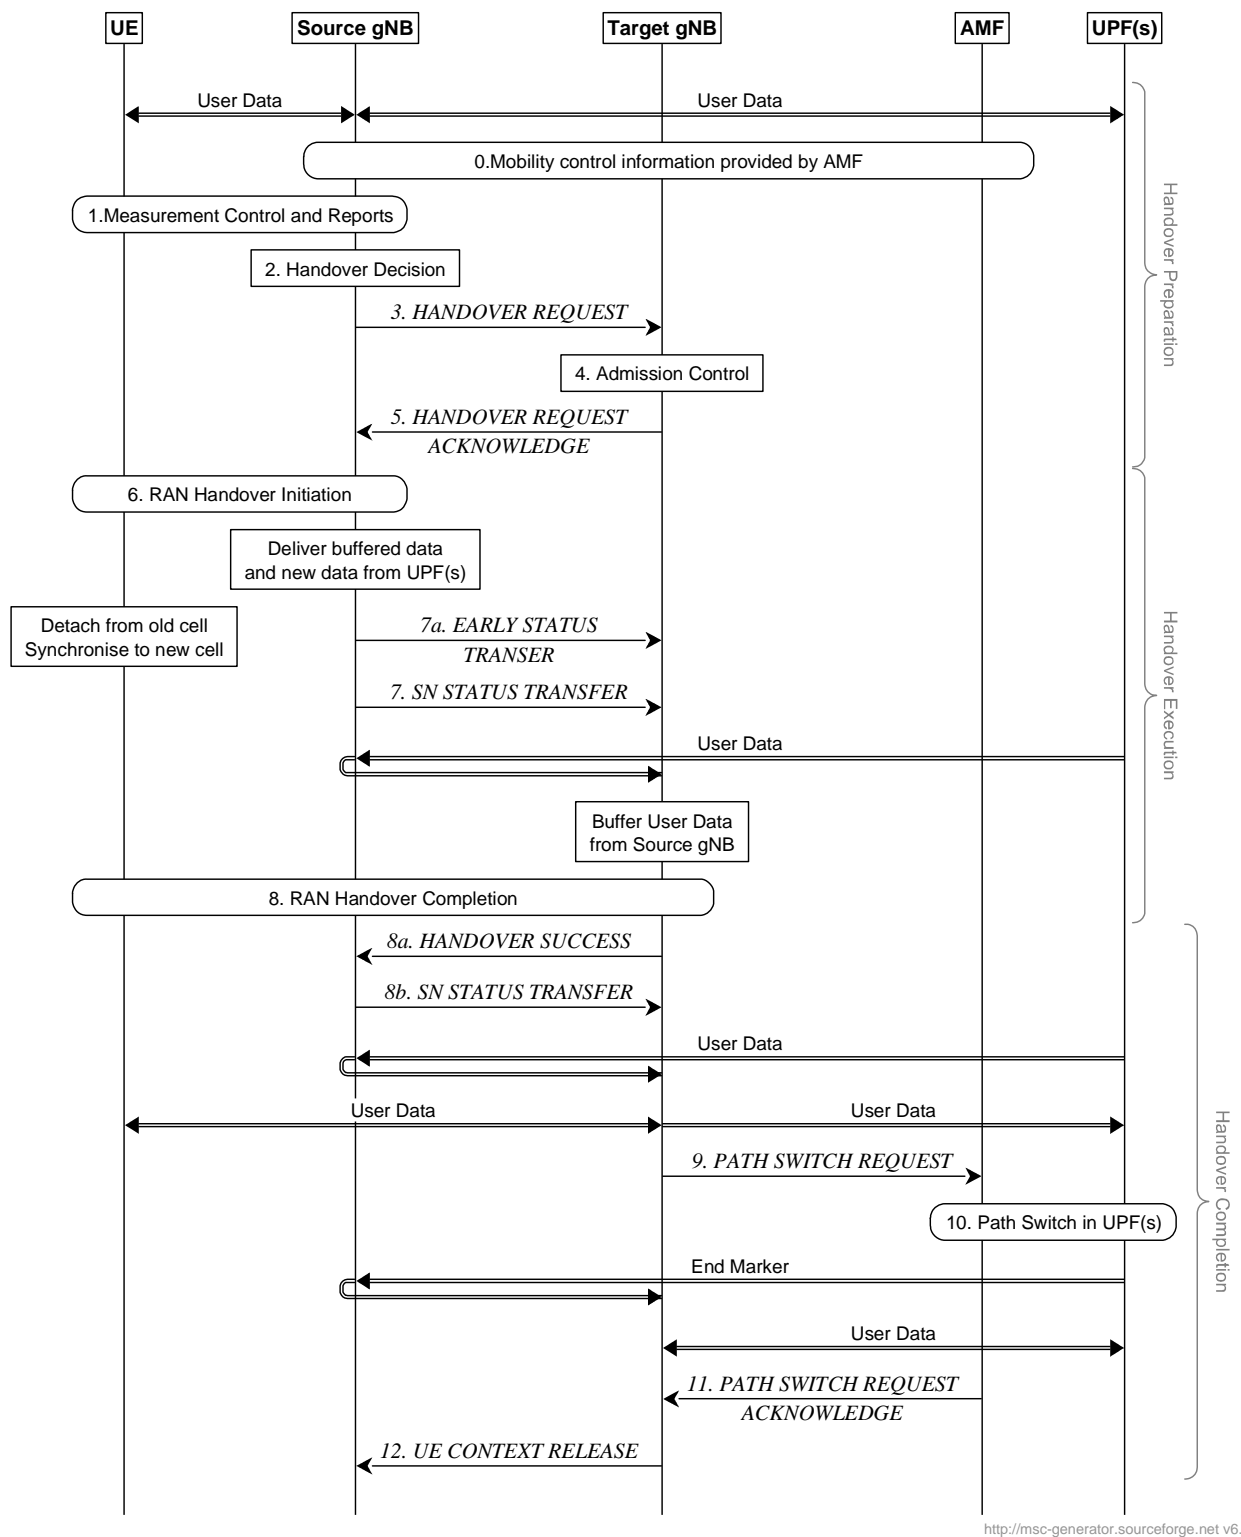 UE
Source gNB
Target gNB
AMF
UPF(s)
User Data
User Data
0.Mobility control information provided by AMF
1.Measurement Control and Reports
2. Handover Decision
3. HANDOVER REQUEST
4. Admission Control
5. HANDOVER REQUEST
ACKNOWLEDGE
Handover Preparation
6. RAN Handover Initiation
Deliver buffered data
and new data from UPF(s)
Detach from old cell
Synchronise to new cell
7a. EARLY STATUS
TRANSER
7. SN STATUS TRANSFER
User Data
Buffer User Data
from Source gNB
Handover Execution
8. RAN Handover Completion
8a. HANDOVER SUCCESS
8b. SN STATUS TRANSFER
User Data
User Data
User Data
9. PATH SWITCH REQUEST
10. Path Switch in UPF(s)
End Marker
User Data
11. PATH SWITCH REQUEST
ACKNOWLEDGE
12. UE CONTEXT RELEASE
Handover Completion
http://msc-generator.sourceforge.net v6.